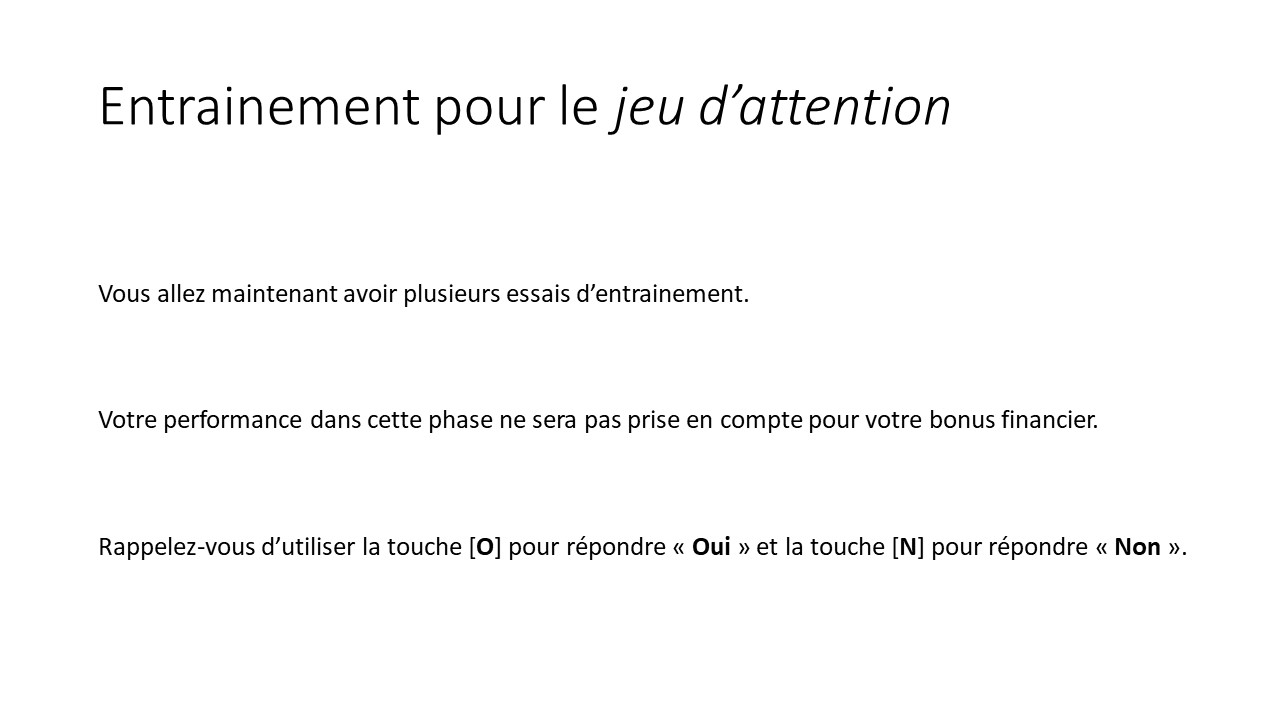 Entrainement pour le jeu d’attention
Vous allez maintenant avoir plusieurs essais d’entrainement.
Votre performance dans cette phase ne sera pas prise en compte pour votre bonus financier.
Rappelez-vous d’utiliser la touche [O] pour répondre « Oui » et la touche [N] pour répondre « Non ».